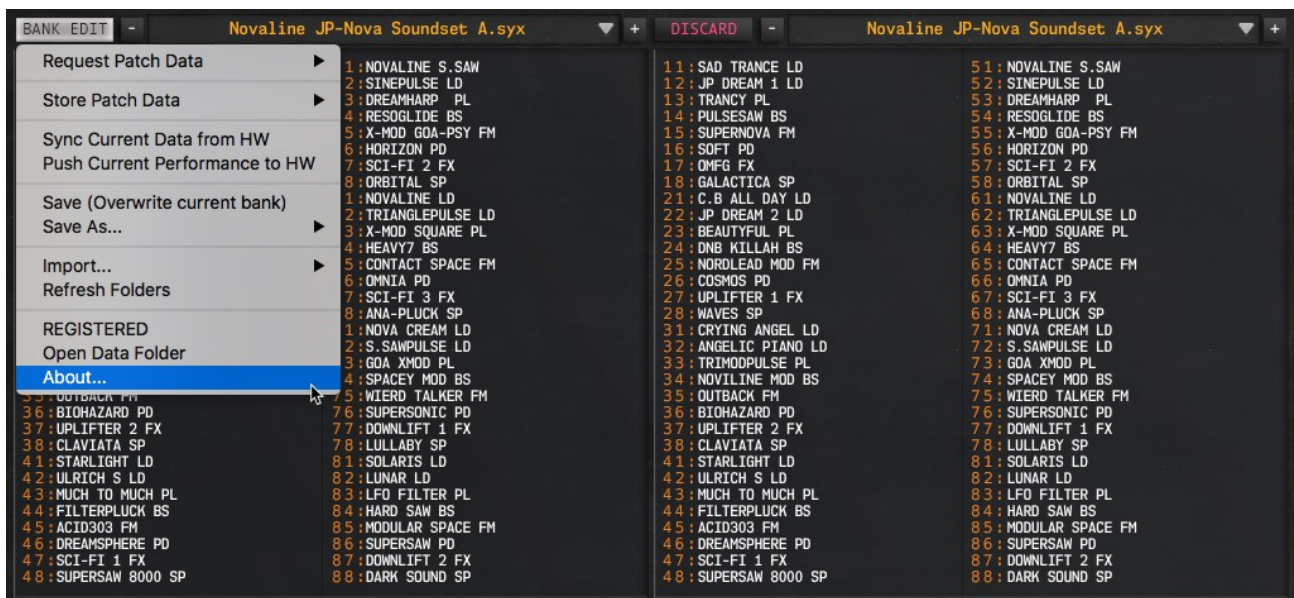 BANK EDIT - Novaline JP-Nova Soundset A.syx +
Request Patch Data
Store Patch Data
Sync Current Data from HW
Push Current Performance to HW
Save (Overwrite current bank)
Save As...
Import...
Refresh Folders
REGISTERED
Open Data Folder
About...
35:OUTBACK FM
36:BIOHAZARD PD
37:UPLIFTER 2 FX
38:CLAVIATA SP
41:STARLIGHT LD
42:ULRICH S LD
43:MUCH TO MUCH PL
44:FILTERPLUCK BS
45:ACID303 FM
46:DREAMSPHERE PD
47:SCI-FI 1 FX
48:SUPERSAW 8000 SP
1:NOVALINE S.SAW
2:SINEPULSE LD
3:DREAMHARP PL
4:RESOGLIDE BS
5:X-MOD GOA-PSY FM
6:HORIZON PD
7:SCI-FI 2 FX
8:ORBITAL SP
1:NOVALINE LD
2:TRIANGLEPULSE LD
3:X-MOD SQUARE PL
4:HEAVY7 BS
5:CONTACT SPACE FM
6:OMNIA PD
7:SCI-FI 3 FX
8:ANA-PLUCK SP
1:NOVA CREAM LD
2:S.SAWPULSE LD
3:GOA XMOD PL
4:SPACEY MOD BS
75:WIERD TALKER FM
76:SUPERSONIC PD
77:DOWNLIFT 1 FX
78:LULLABY SP
81:SOLARIS LD
82:LUNAR LD
83:LFO FILTER PL
84:HARD SAW BS
85:MODULAR SPACE FM
86:SUPERSAW PD
87:DOWNLIFT 2 FX
88:DARK SOUND SP
DISCARD - Novaline JP-Nova Soundset A.syx +
11:SAD TRANCE LD
12:JP DREAM 1 LD
13:TRANCY PL
14:PULSESAW BS
15:SUPERNOVA FM
16:SOFT PD
17:OMFG FX
18:GALACTICA SP
21:C.B ALL DAY LD
22:JP DREAM 2 LD
23:BEAUTYFUL PL
24:DNB KILLAH BS
25:NORDLEAD MOD FM
26:COSMOS PD
27:UPLIFTER 1 FX
28:WAVES SP
31:CRYING ANGEL LD
32:ANGELIC PIANO LD
33:TRIMODPULSE PL
34:NOVILINE MOD BS
35:OUTBACK FM
36:BIOHAZARD PD
37:UPLIFTER 2 FX
38:CLAVIATA SP
41:STARLIGHT LD
42:ULRICH S LD
43:MUCH TO MUCH PL
44:FILTERPLUCK BS
45:ACID303 FM
46:DREAMSPHERE PD
47:SCI-FI 1 FX
48:SUPERSAW 8000 SP
51:NOVALINE S.SAW
52:SINEPULSE LD
53:DREAMHARP PL
54:RESOGLIDE BS
55:X-MOD GOA-PSY FM
56:HORIZON PD
57:SCI-FI 2 FX
58:ORBITAL SP
61:NOVALINE LD
62:TRIANGLEPULSE LD
63:X-MOD SQUARE PL
64:HEAVY7 BS
65:CONTACT SPACE FM
66:OMNIA PD
67:SCI-FI 3 FX
68:ANA-PLUCK SP
71:NOVA CREAM LD
72:S.SAWPULSE LD
73:GOA XMOD PL
74:SPACEY MOD BS
75:WIERD TALKER FM
76:SUPERSONIC PD
77:DOWNLIFT 1 FX
78:LULLABY SP
81:SOLARIS LD
82:LUNAR LD
83:LFO FILTER PL
84:HARD SAW BS
85:MODULAR SPACE FM
86:SUPERSAW PD
87:DOWNLIFT 2 FX
88:DARK SOUND SP